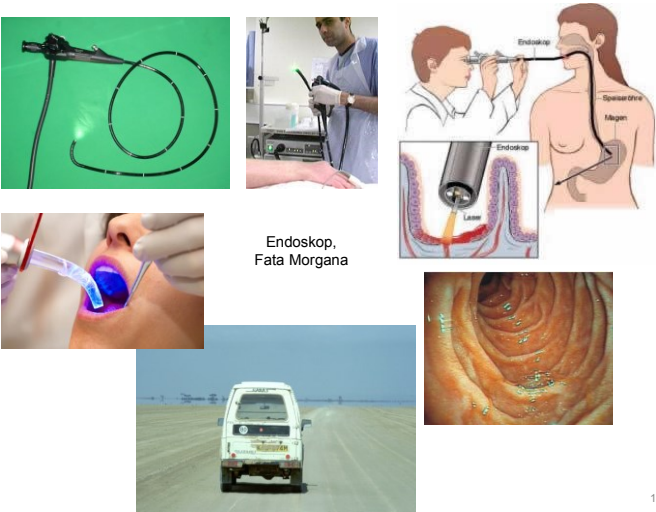 Endoskop
Speiseröhre
Magen
Endoskop
Laser
Endoskop,
Fata Morgana
1